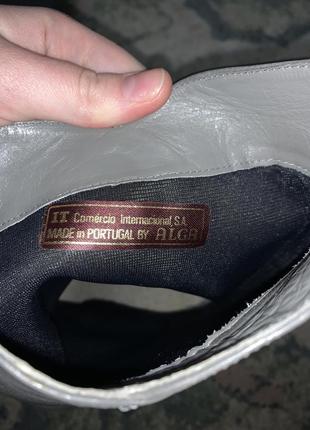 IT Comércio Internacional, S.A.
MADE in PORTUGAL BY ALGA